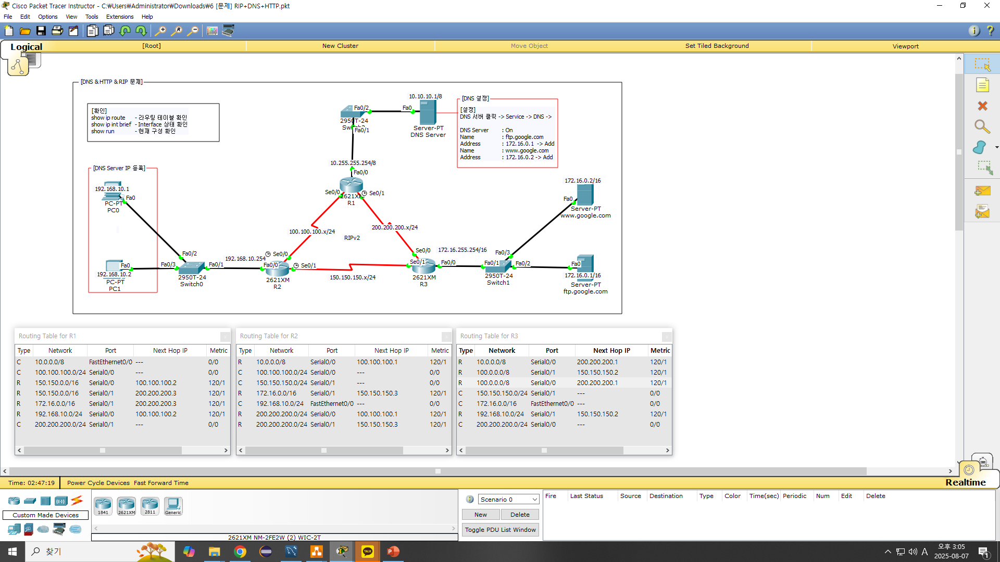 Cisco Packet Tracer Instructor - C:₩Users₩Administrator₩Downloads₩6 [문제] RIP+DNS+HTTP.pkt
File Edit Options View Tools Extensions Help
Logical [Root] New Cluster Move Object Set Tiled Background Viewport
[DNS & HTTP & RIP 문제]
[확인]
show ip route - 라우팅 테이블 확인
show ip int brief - Interface 상태 확인
show run - 현재 구성 확인
10.10.10.1/8
Fa0/2
Fa0
2950T-24
Fa0/1
Server-PT
DNS Server
[DNS 설정]
[설정]
DNS 서버 클릭 -> Service -> DNS ->
DNS Server : On
Name : ftp.google.com
Address : 172.16.0.1 -> Add
Name : www.google.com
Address : 172.16.0.2 -> Add
10.255.255.254/8
Fa0/0
Se0/0
Se0/1
2621XM
R1
[DNS Server IP 등록]
192.168.10.1
Fa0
PC-PT
PC0
172.16.0.2/16
Fa0
Server-PT
www.google.com
100.100.100.x/24
200.200.200.x/24
RIPv2
Fa0/2
Fa0/3
Fa0
192.168.10.2
PC-PT
PC1
Fa0/1
2950T-24
Switch0
192.168.10.254
Se0/0
Fa0/0
Se0/1
2621XM
R2
150.150.150.x/24
Se0/0
Se0/1
172.16.255.254/16
Fa0/0
2621XM
R3
Fa0/3
Fa0/1
Fa0/2
2950T-24
Switch1
Fa0
172.16.0.1/16
Server-PT
ftp.google.com
Routing Table for R1
Type Network Port Next Hop IP Metric
C 10.0.0.0/8 FastEthernet0/0 --- 0/0
C 100.100.100.0/24 Serial0/0 --- 0/0
R 150.150.0.0/16 Serial0/0 100.100.100.2 120/1
R 150.150.0.0/16 Serial0/1 200.200.200.3 120/1
R 172.16.0.0/16 Serial0/1 200.200.200.3 120/1
R 192.168.10.0/24 Serial0/0 100.100.100.2 120/1
C 200.200.200.0/24 Serial0/1 --- 0/0
Routing Table for R2
Type Network Port Next Hop IP Metric
R 10.0.0.0/8 Serial0/0 100.100.100.1 120/1
C 100.100.100.0/24 Serial0/0 --- 0/0
C 150.150.150.0/24 Serial0/1 --- 0/0
R 172.16.0.0/16 Serial0/1 150.150.150.3 120/1
C 192.168.10.0/24 FastEthernet0/0 --- 0/0
R 200.200.200.0/24 Serial0/0 100.100.100.1 120/1
R 200.200.200.0/24 Serial0/1 150.150.150.3 120/1
Routing Table for R3
Type Network Port Next Hop IP Metric
R 10.0.0.0/8 Serial0/0 200.200.200.1 120/1
R 100.0.0.0/8 Serial0/1 150.150.150.2 120/1
R 100.0.0.0/8 Serial0/0 200.200.200.1 120/1
C 150.150.150.0/24 Serial0/1 --- 0/0
C 172.16.0.0/16 FastEthernet0/0 --- 0/0
R 192.168.10.0/24 Serial0/1 150.150.150.2 120/1
C 200.200.200.0/24 Serial0/0 --- 0/0
Time: 02:47:19 Power Cycle Devices Fast Forward Time
Realtime
Custom Made Devices
1841 2621XM 2811 Generic
2621XM NM-2FE2W (2) WIC-2T
Scenario 0
New Delete
Toggle PDU List Window
Fire Last Status Source Destination Type Color Time(sec) Periodic Num Edit Delete
찾기
TALK
A
오후 3:05
2025-08-07
1